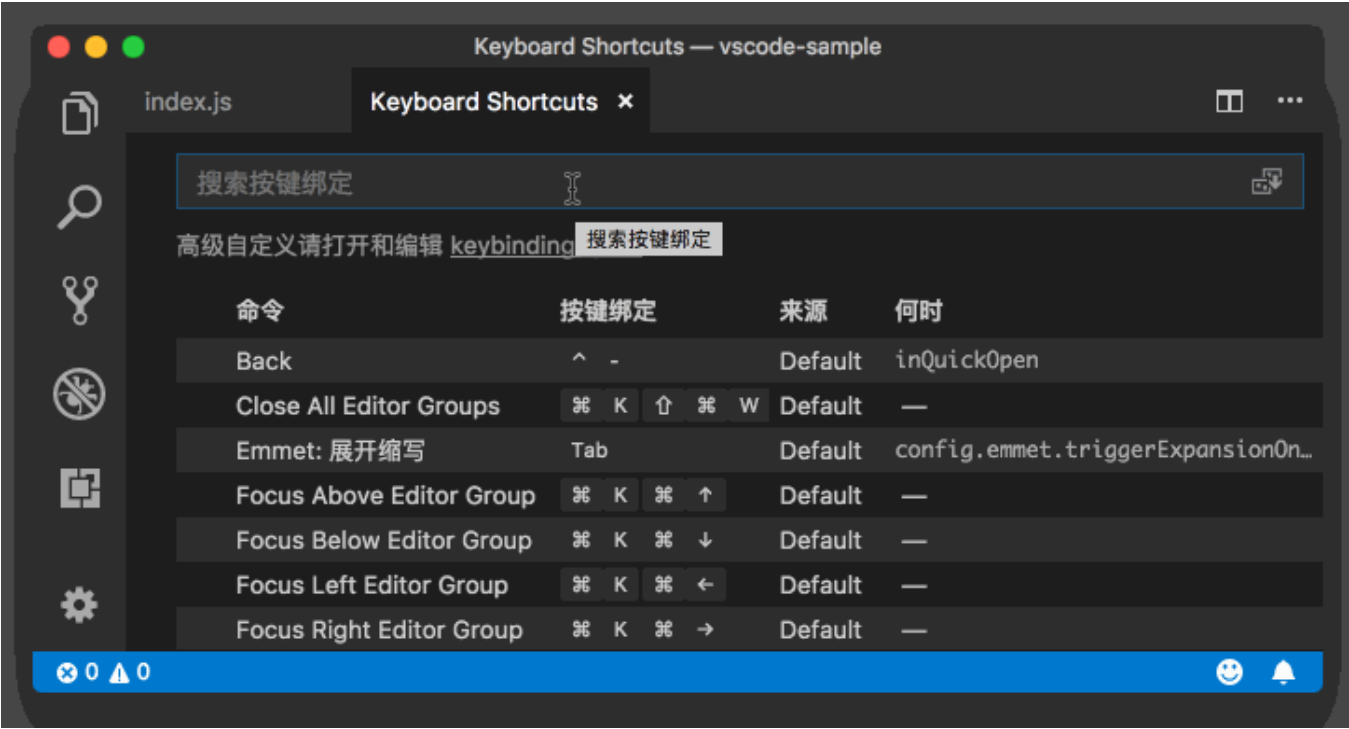 Keyboard Shortcuts — vscode-sample
index.js Keyboard Shortcuts ×
搜索按键绑定
高级自定义请打开和编辑 keybinding
搜索按键绑定
命令 按键绑定 来源 何时
Back ^ - Default inQuickOpen
Close All Editor Groups ⌘ K ⇧ ⌘ W Default —
Emmet: 展开缩写 Tab Default config.emmet.triggerExpansionOn…
Focus Above Editor Group ⌘ K ⌘ ↑ Default —
Focus Below Editor Group ⌘ K ⌘ ↓ Default —
Focus Left Editor Group ⌘ K ⌘ ← Default —
Focus Right Editor Group ⌘ K ⌘ → Default —
0 0